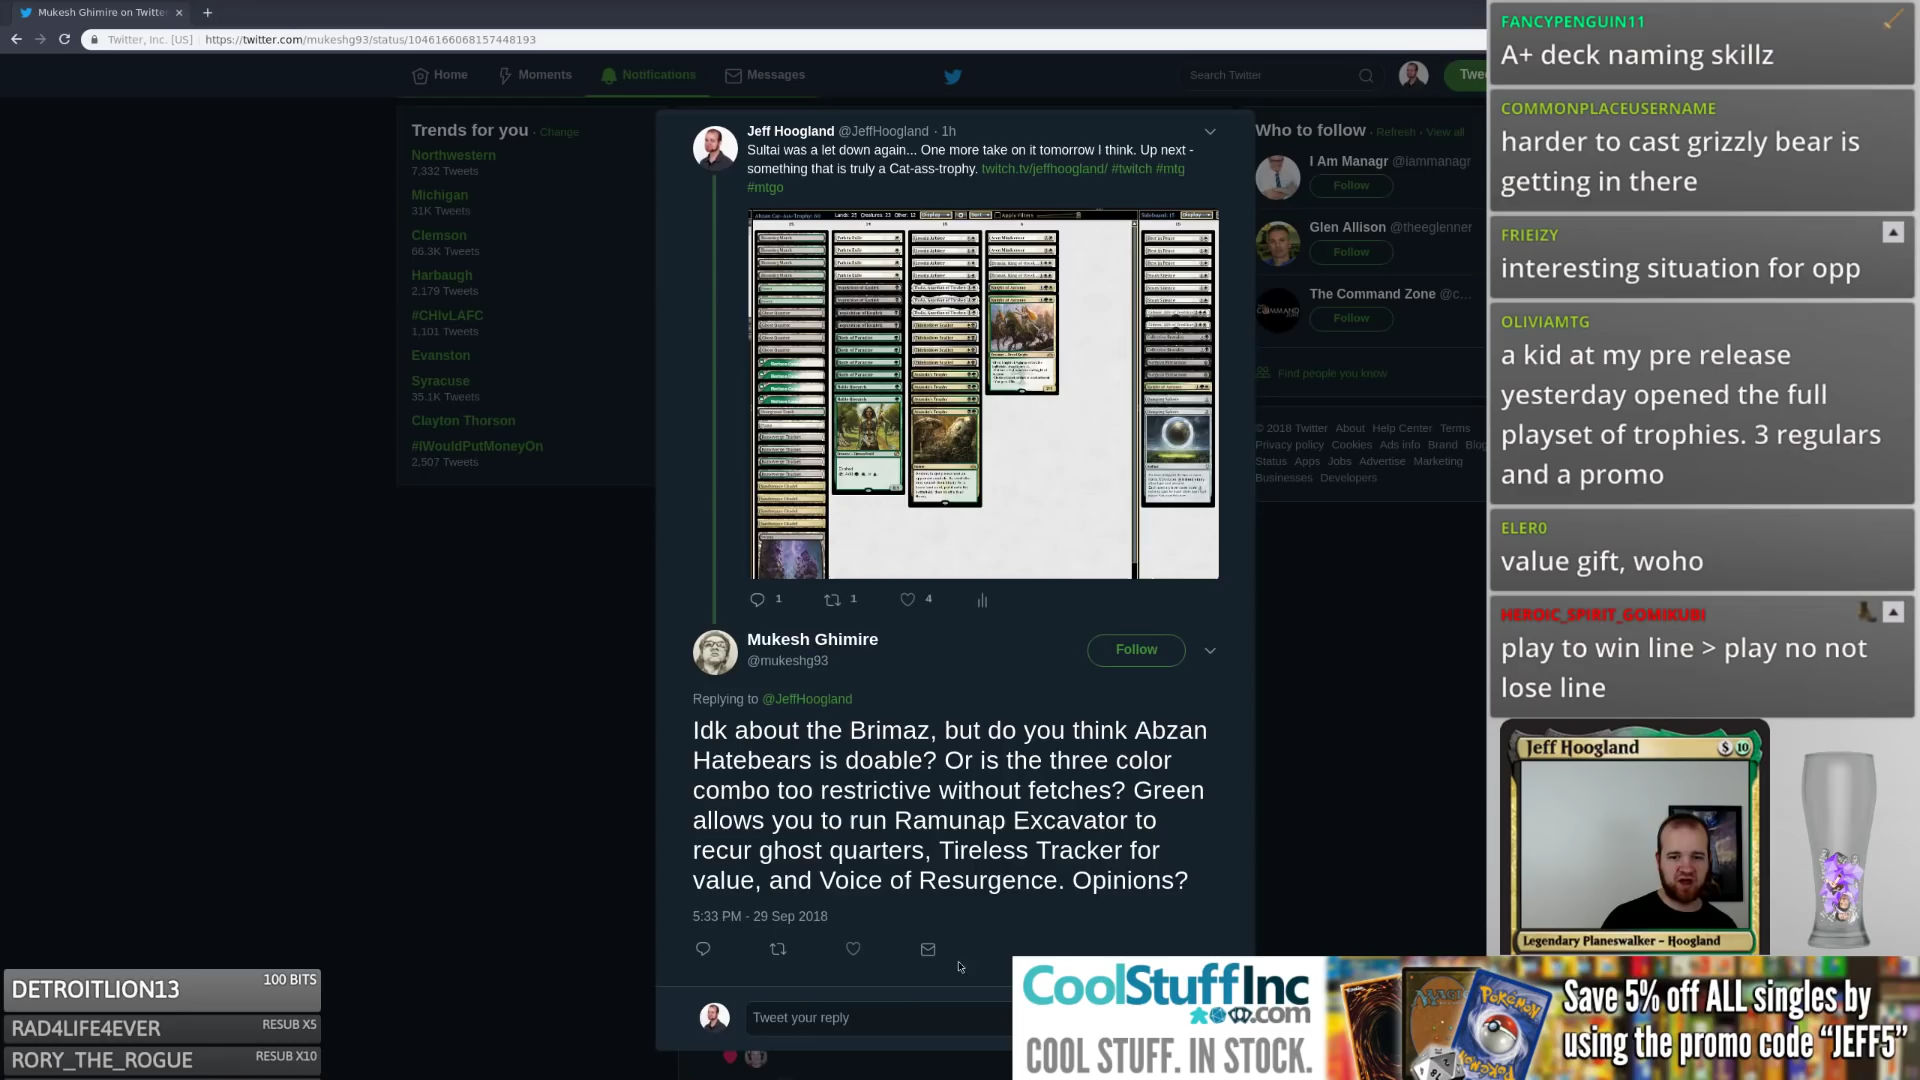 Mukesh Ghimire on Twitte
Twitter, Inc. [US]
https://twitter.com/mukeshg93/status/1046166068157448193
Home
Moments
Notifications
Messages
Search Twitter
Trends for you · Change
Northwestern
7,332 Tweets
Michigan
31K Tweets
Clemson
66.3K Tweets
Harbaugh
2,179 Tweets
#CHIvLAFC
1,101 Tweets
Evanston
Syracuse
35.1K Tweets
Clayton Thorson
#IWouldPutMoneyOn
2,507 Tweets
Jeff Hoogland @JeffHoogland · 1h
Sultai was a let down again... One more take on it tomorrow I think. Up next -
something that is truly a Cat-ass-trophy. twitch.tv/jeffhoogland/ #twitch #mtg
#mtgo
1
1
4
Mukesh Ghimire
@mukeshg93
Follow
Replying to @JeffHoogland
Idk about the Brimaz, but do you think Abzan
Hatebears is doable? Or is the three color
combo too restrictive without fetches? Green
allows you to run Ramunap Excavator to
recur ghost quarters, Tireless Tracker for
value, and Voice of Resurgence. Opinions?
5:33 PM - 29 Sep 2018
Tweet your reply
Who to follow · Refresh · View all
I Am Managr @iammanagr
Follow
Glen Allison @theeglenner
Follow
The Command Zone @c...
Follow
Find people you know
© 2018 Twitter About Help Center Terms
Privacy policy Cookies Ads info Brand Blog
Status Apps Jobs Advertise Marketing
Businesses Developers
FANCYPENGUIN11
A+ deck naming skillz
COMMONPLACEUSERNAME
harder to cast grizzly bear is
getting in there
FRIEIZY
interesting situation for opp
OLIVIAMTG
a kid at my pre release
yesterday opened the full
playset of trophies. 3 regulars
and a promo
ELER0
value gift, woho
HEROIC_SPIRIT_GOMIKUBI
play to win line > play no not
lose line
Jeff Hoogland
$ 10
Legendary Planeswalker - Hoogland
DETROITLION13 100 BITS
RAD4LIFE4EVER RESUB X5
RORY_THE_ROGUE RESUB X10
CoolStuffInc
.com
COOL STUFF. IN STOCK.
Save 5% off ALL singles by
using the promo code "JEFF5"